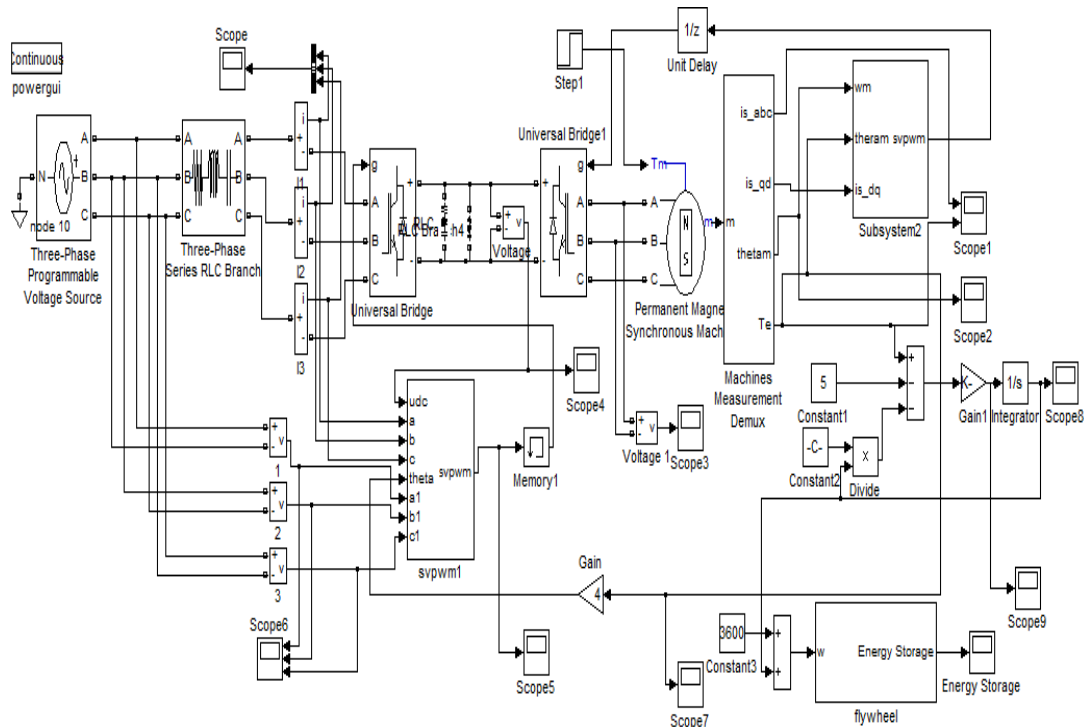 Continuous
powergui
Scope
Step1
1/z
Unit Delay
N
A
B
C
node 10
Three-Phase
Programmable
Voltage Source
A
B
C
A
B
C
Three-Phase
Series RLC Branch
i
+
-
I1
i
+
-
I2
i
+
-
I3
g
A
B
C
+
-
Universal Bridge
v
Voltage
Universal Bridge1
g
+
-
A
B
C
Tm
A
B
C
N
S
m
Permanent Magne
Synchronous Mach
m
is_abc
is_qd
thetam
Te
Machines
Measurement
Demux
wm
theram
is_dq
svpwm
Subsystem2
Scope1
Scope2
+
-
-
5
Constant1
-C-
Constant2
x
Divide
K-
Gain1
1/s
Integrator
Scope8
Scope4
+
-
v
Voltage 1
Scope3
udc
a
b
c
theta
a1
b1
c1
svpwm
svpwm1
Memory1
+
-
v
1
+
-
v
2
+
-
v
3
Scope6
Scope5
Gain
4
Scope7
3600
Constant3
+
+
w
Energy Storage
flywheel
Energy Storage
Scope9